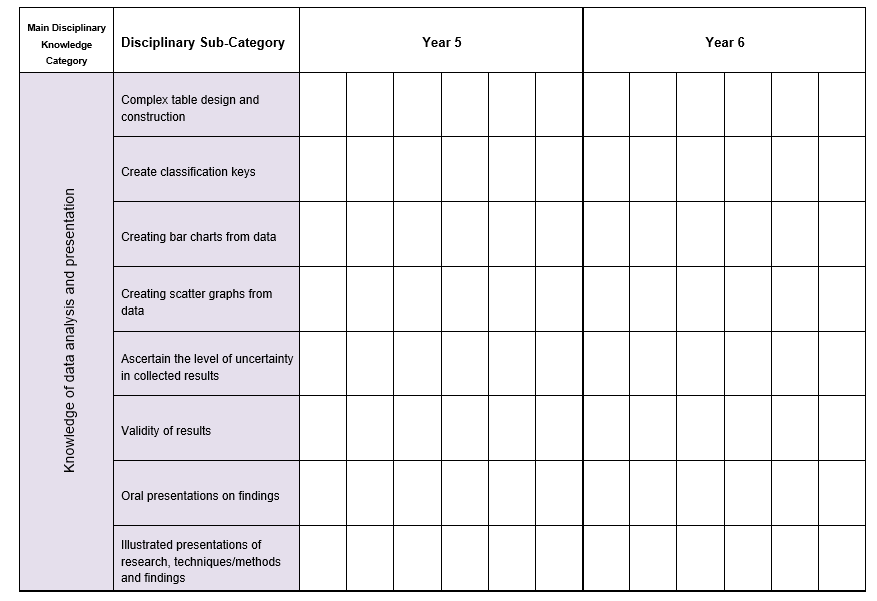 Main Disciplinary
Knowledge
Category
Disciplinary Sub-Category
Year 5
Year 6
Knowledge of data analysis and presentation
Complex table design and
construction
Create classification keys
Creating bar charts from data
Creating scatter graphs from
data
Ascertain the level of uncertainty
in collected results
Validity of results
Oral presentations on findings
Illustrated presentations of
research, techniques/methods
and findings